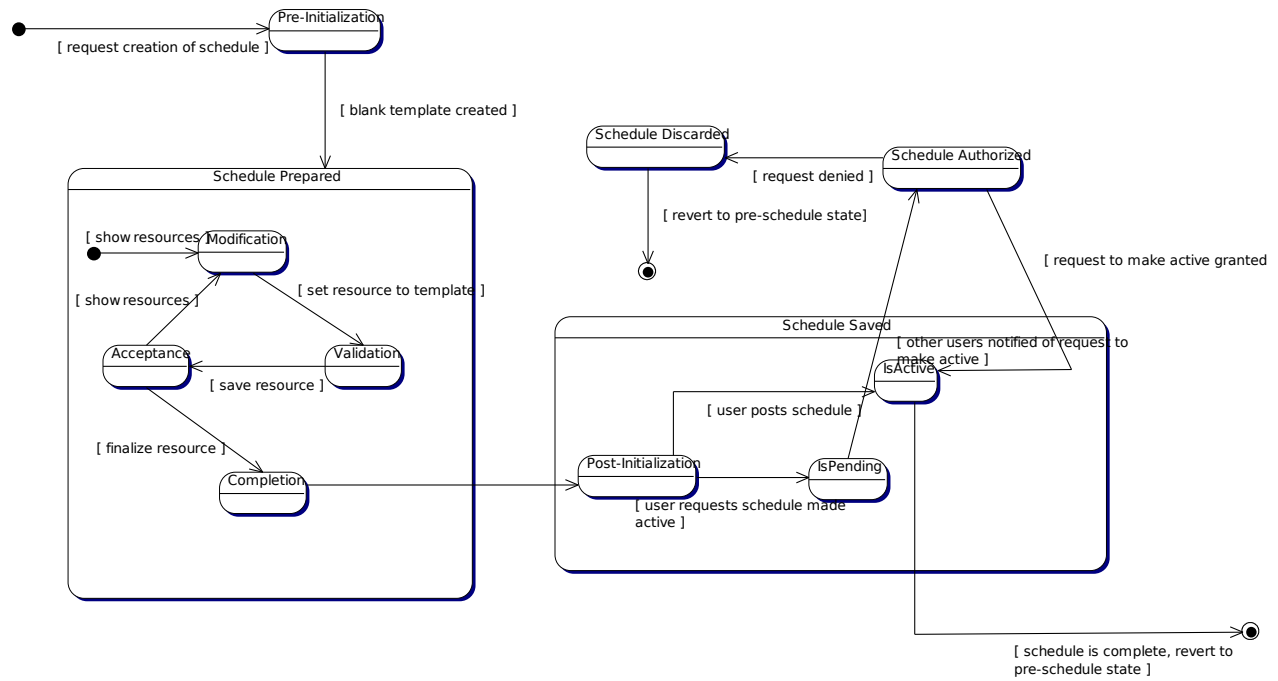 Pre-Initialization
[ request creation of schedule ]
[ blank template created ]
Schedule Discarded
Schedule Authorized
[ request denied ]
[ revert to pre-schedule state]
[ request to make active granted
Schedule Prepared
[ show resources ]
Modification
[ show resources ]
[ set resource to template ]
Acceptance
Validation
[ save resource ]
[ finalize resource ]
Completion
Schedule Saved
[ other users notified of request to
make active ]
IsActive
[ user posts schedule ]
Post-Initialization
IsPending
[ user requests schedule made
active ]
[ schedule is complete, revert to
pre-schedule state ]